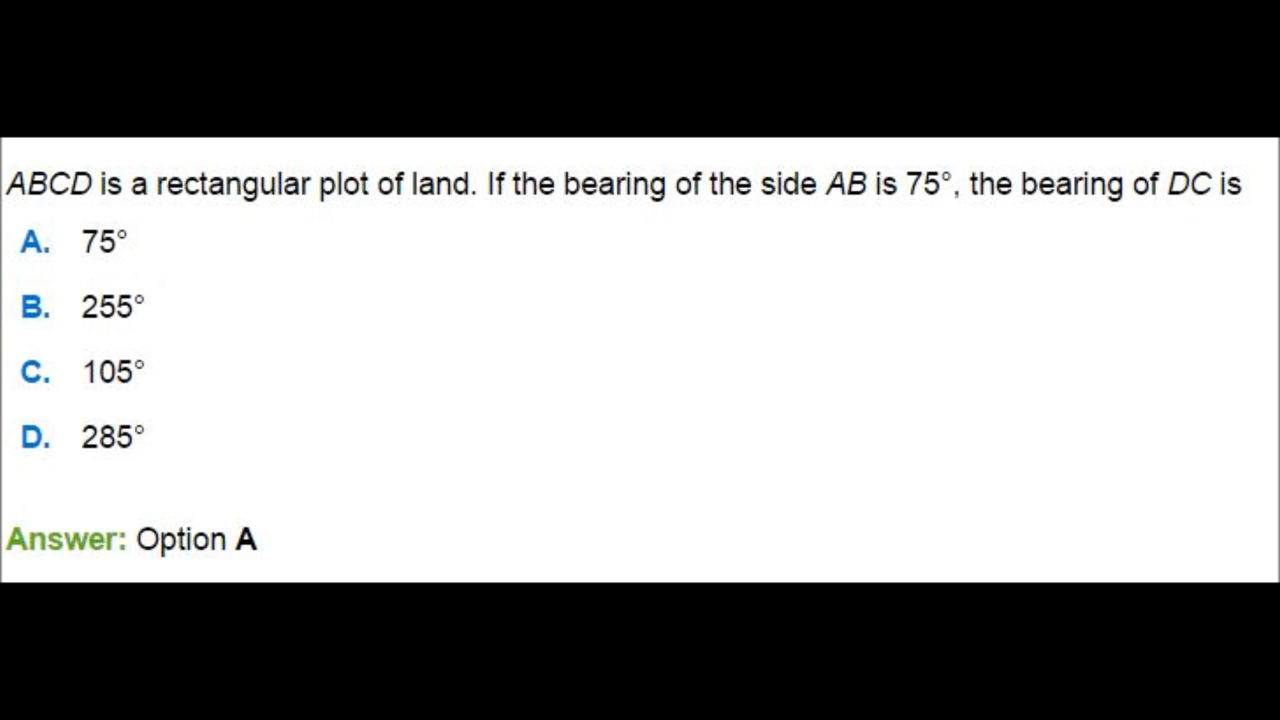 ABCD is a rectangular plot of land. If the bearing of the side AB is 75°, the bearing of DC is
A. 75°
B. 255°
C. 105°
D. 285°
Answer: Option A